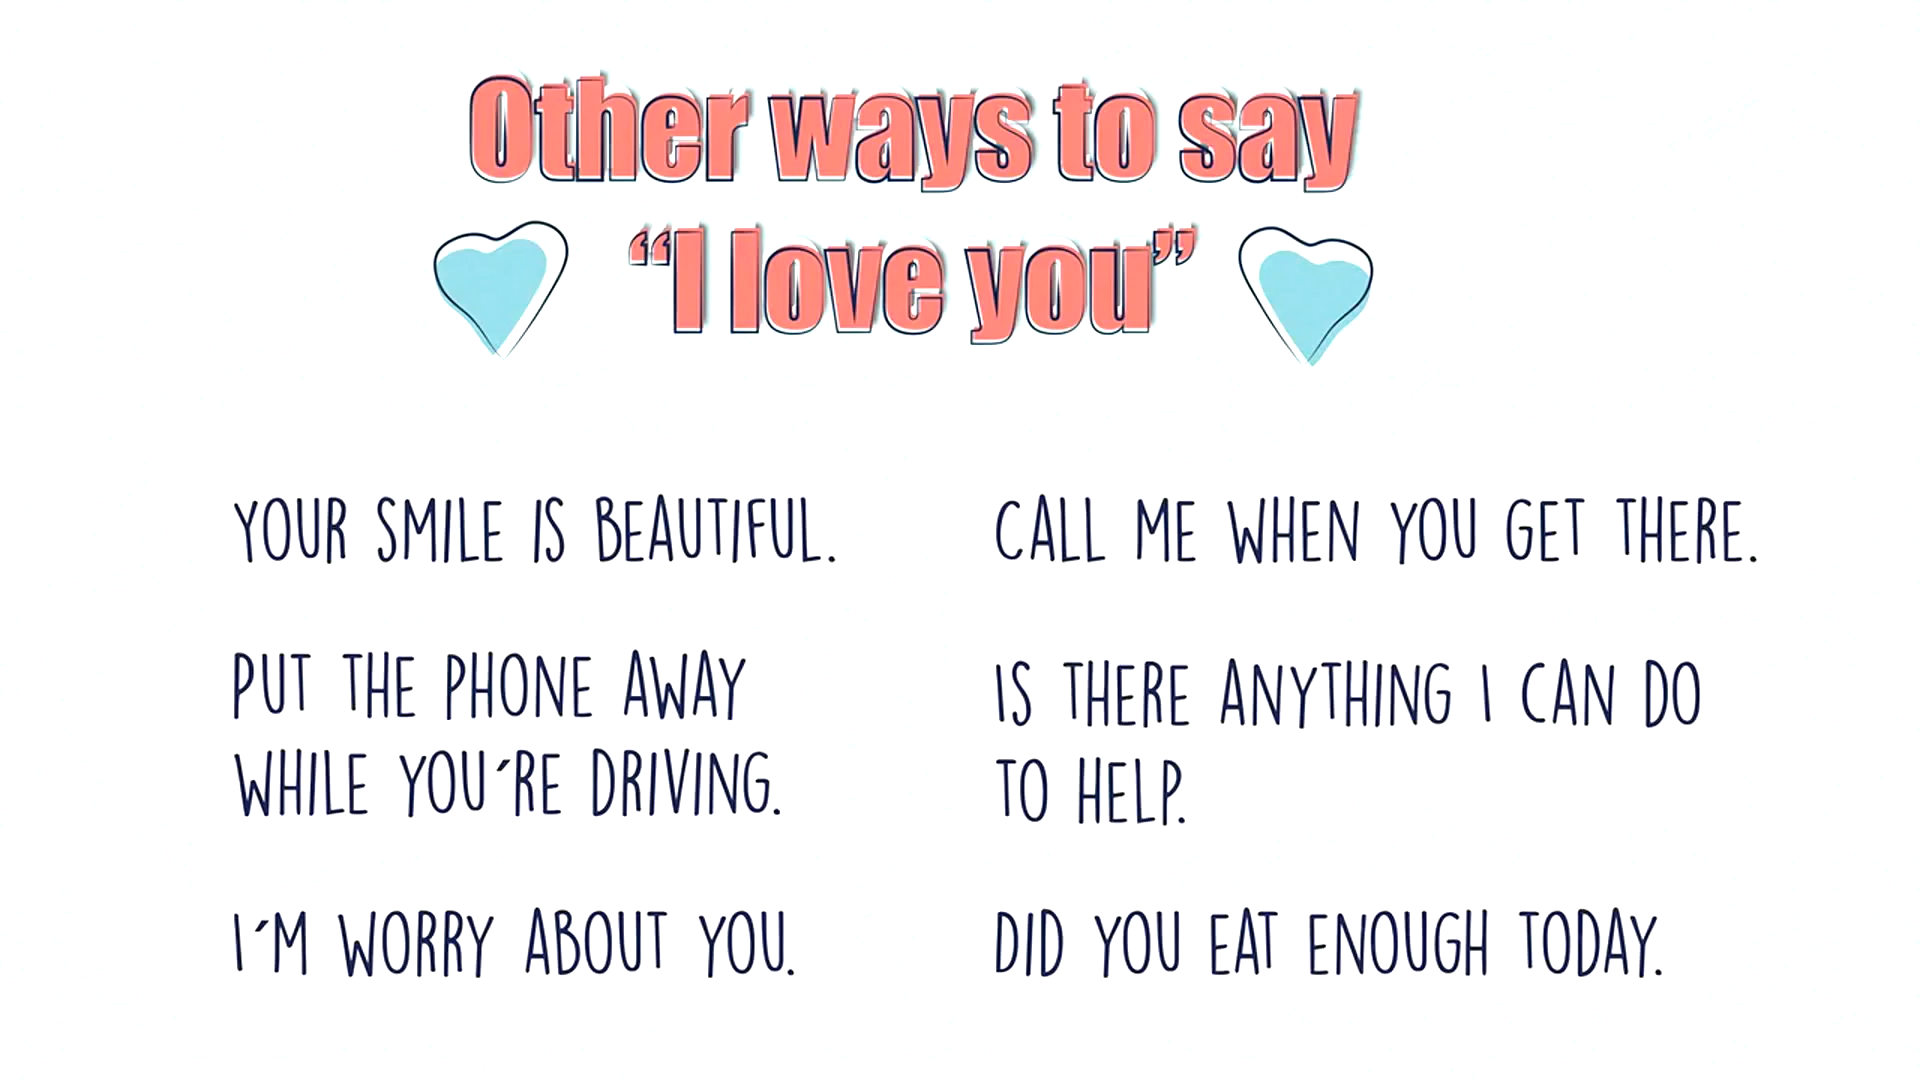 Other ways to say
“I love you”
YOUR SMILE IS BEAUTIFUL.
PUT THE PHONE AWAY
WHILE YOU´RE DRIVING.
I´M WORRY ABOUT YOU.
CALL ME WHEN YOU GET THERE.
IS THERE ANYTHING I CAN DO
TO HELP.
DID YOU EAT ENOUGH TODAY.